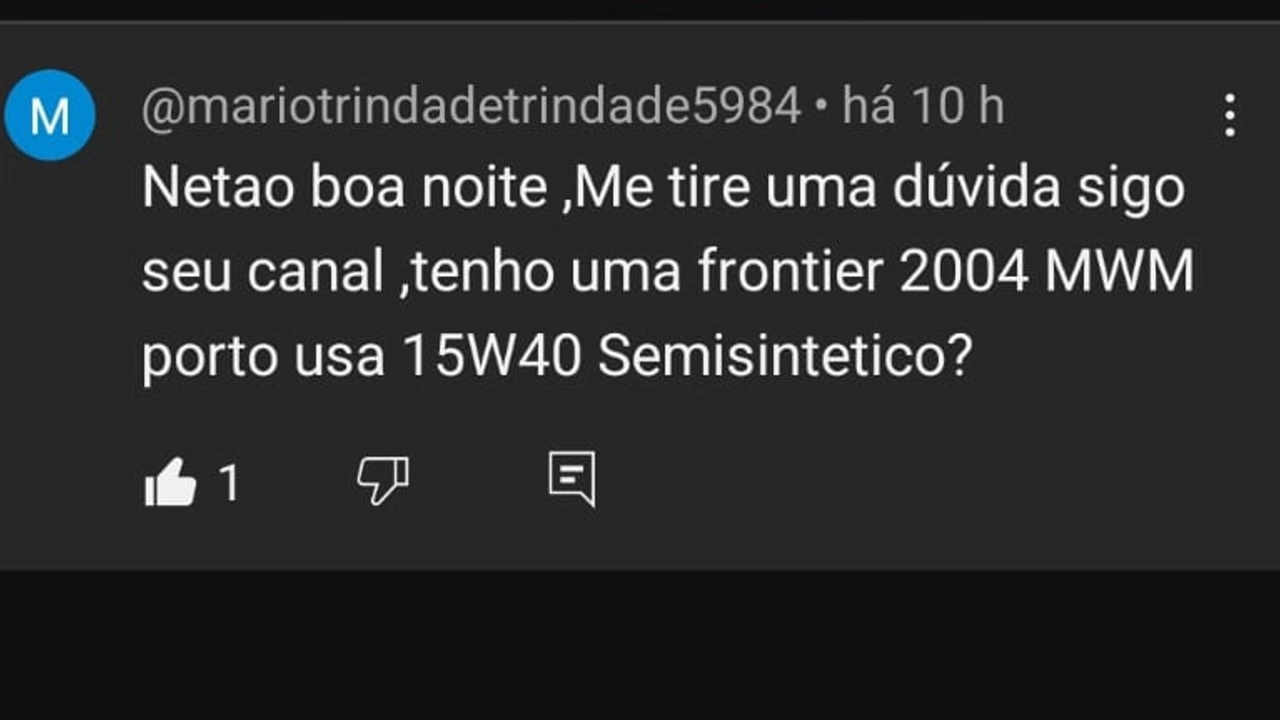 M
@mariotrindadetrindade5984 • há 10 h
Netao boa noite ,Me tire uma dúvida sigo
seu canal ,tenho uma frontier 2004 MWM
porto usa 15W40 Semisintetico?
1